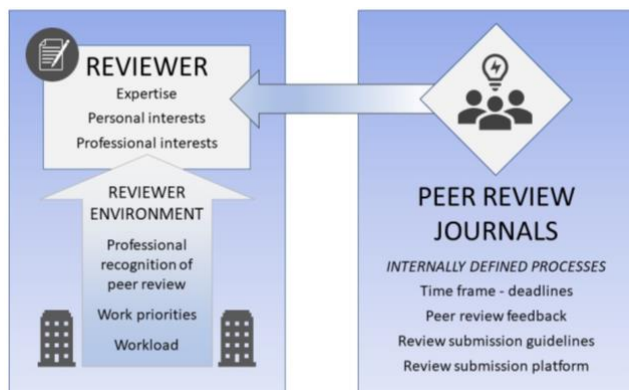 REVIEWER
Expertise
Personal interests
Professional interests
REVIEWER
ENVIRONMENT
Professional
recognition of
peer review
Work priorities
Workload
PEER REVIEW
JOURNALS
INTERNALLY DEFINED PROCESSES
Time frame - deadlines
Peer review feedback
Review submission guidelines
Review submission platform